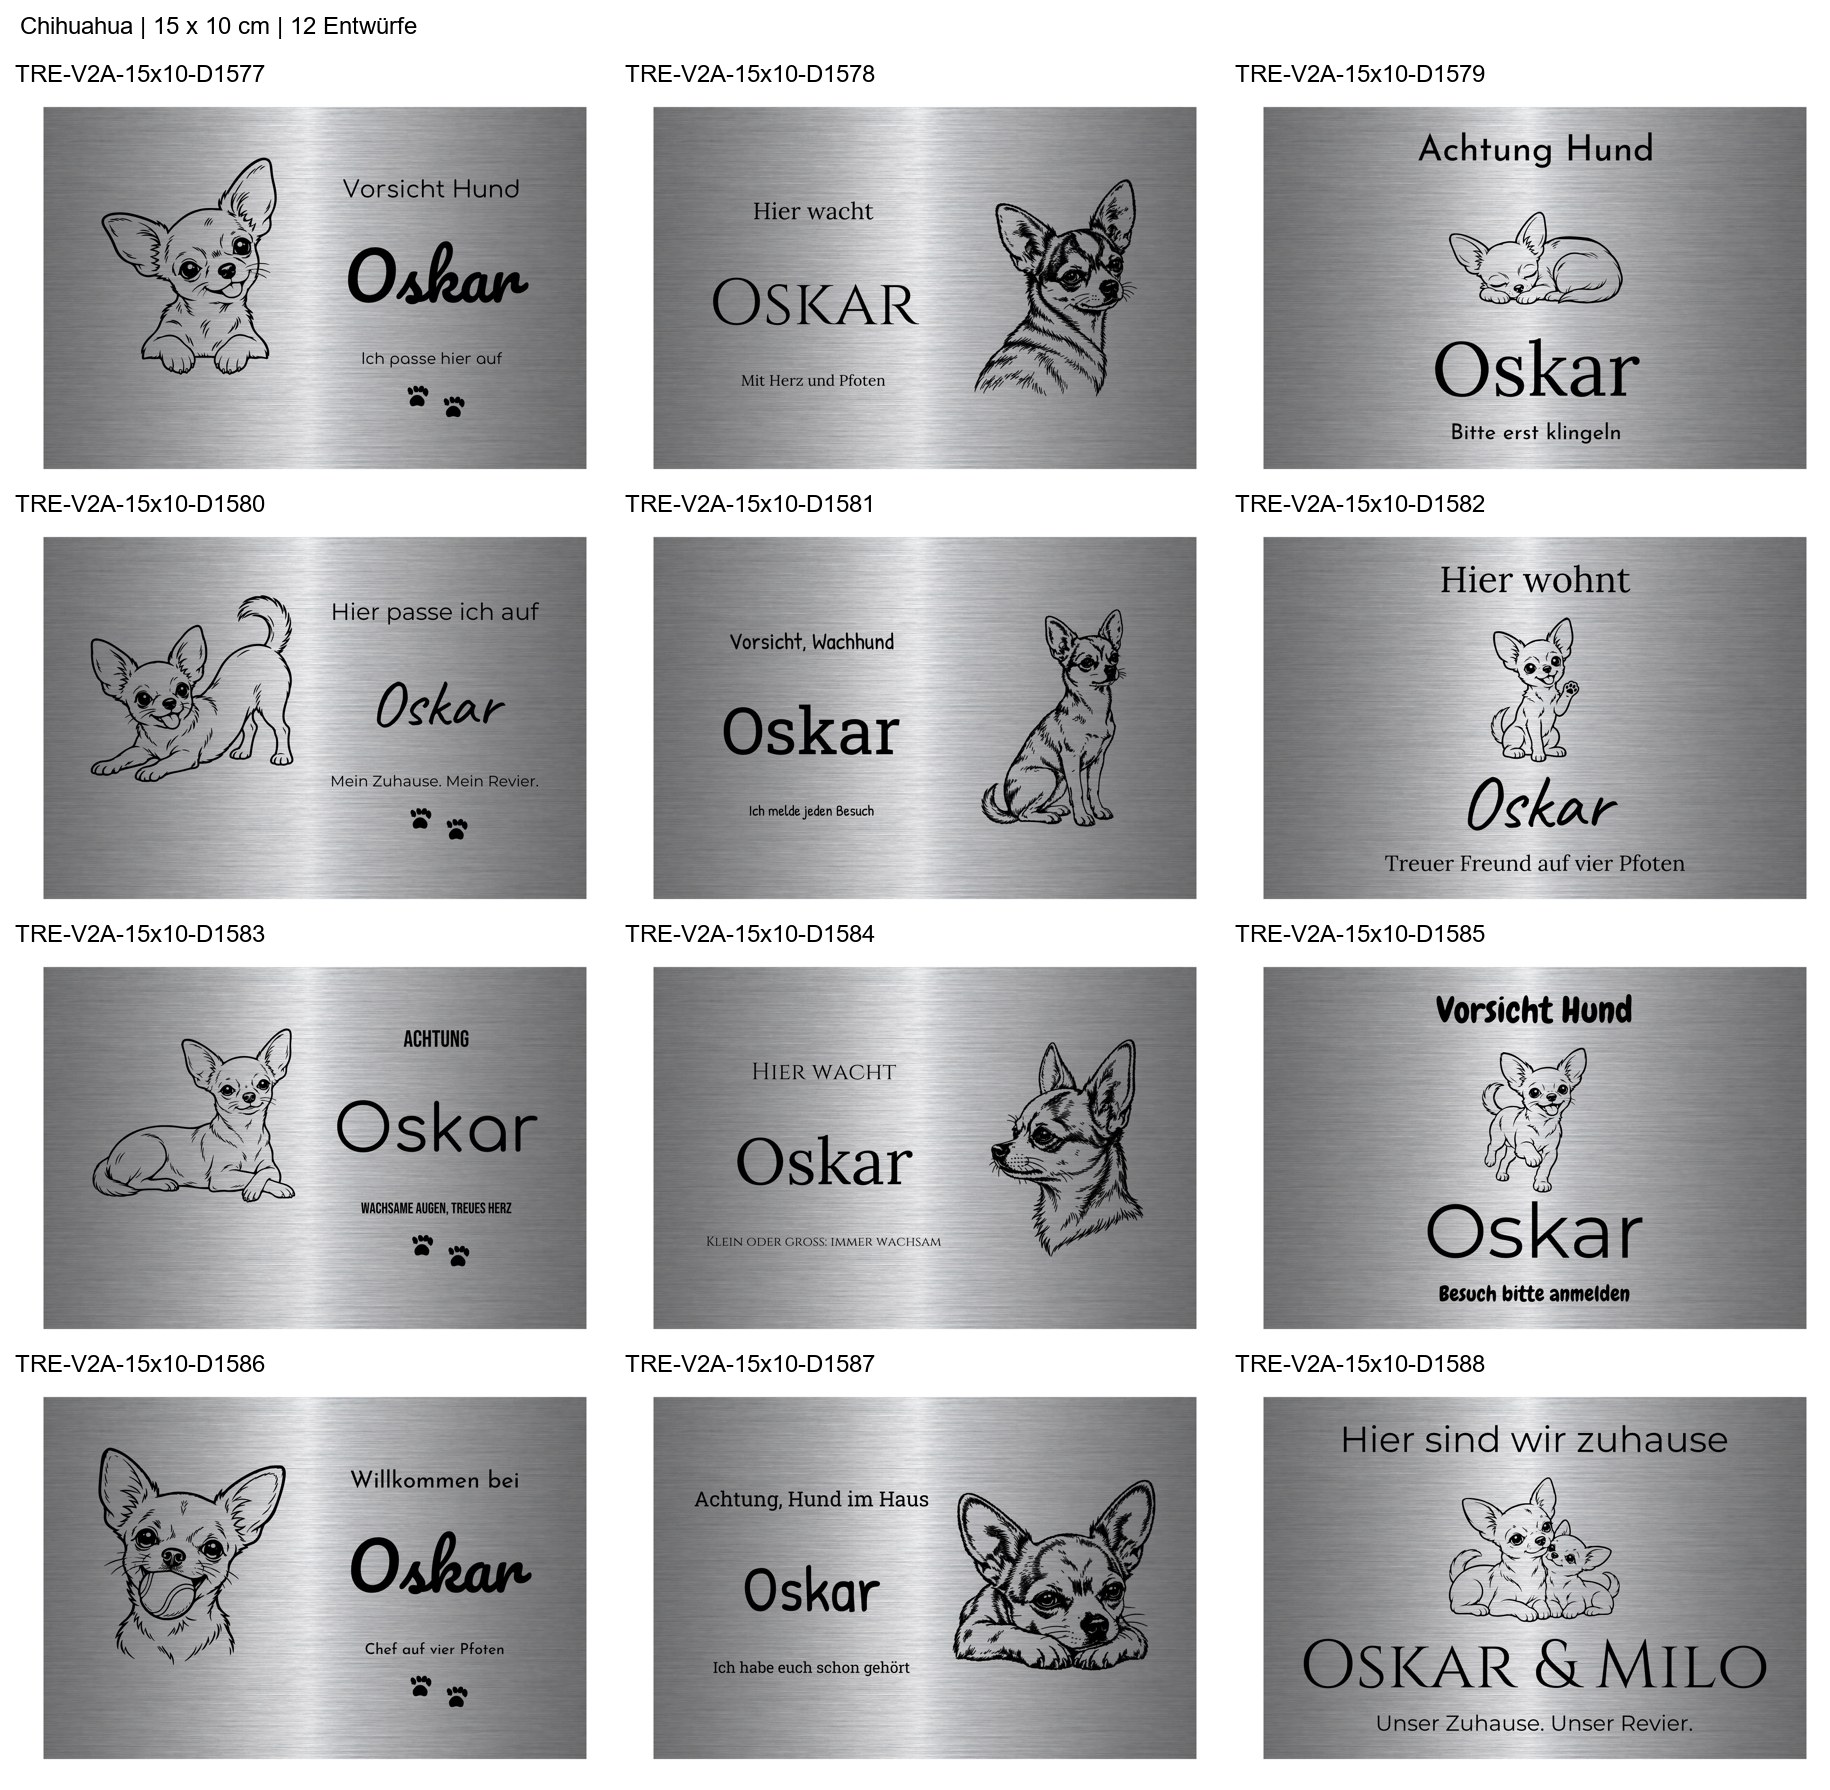 Chihuahua | 15 x 10 cm | 12 Entwürfe
TRE-V2A-15x10-D1577
Vorsicht Hund
Oskar
Ich passe hier auf
TRE-V2A-15x10-D1578
Hier wacht
Oskar
Mit Herz und Pfoten
TRE-V2A-15x10-D1579
Achtung Hund
Oskar
Bitte erst klingeln
TRE-V2A-15x10-D1580
Hier passe ich auf
Oskar
Mein Zuhause. Mein Revier.
TRE-V2A-15x10-D1581
Vorsicht, Wachhund
Oskar
Ich melde jeden Besuch
TRE-V2A-15x10-D1582
Hier wohnt
Oskar
Treuer Freund auf vier Pfoten
TRE-V2A-15x10-D1583
ACHTUNG
Oskar
WACHSAME AUGEN, TREUES HERZ
TRE-V2A-15x10-D1584
Hier wacht
Oskar
Klein oder gross: immer wachsam
TRE-V2A-15x10-D1585
Vorsicht Hund
Oskar
Besuch bitte anmelden
TRE-V2A-15x10-D1586
Willkommen bei
Oskar
Chef auf vier Pfoten
TRE-V2A-15x10-D1587
Achtung, Hund im Haus
Oskar
Ich habe euch schon gehört
TRE-V2A-15x10-D1588
Hier sind wir zuhause
Oskar & Milo
Unser Zuhause. Unser Revier.